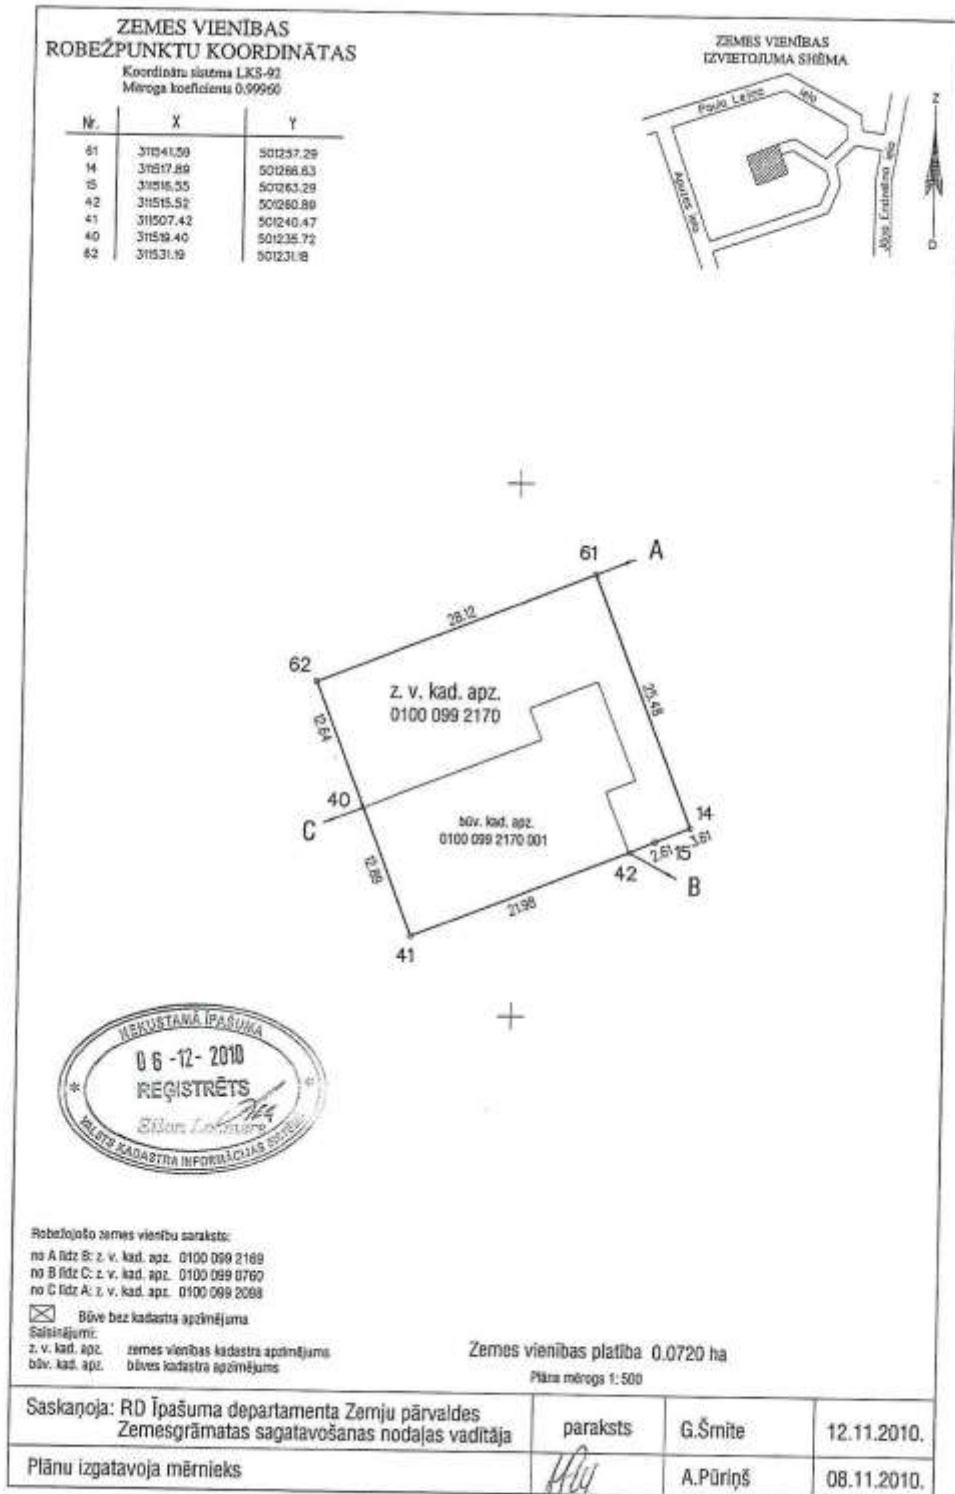 ZEMES VIENĪBAS
ROBEŽPUNKTU KOORDINĀTAS
Koordinātu sistēma LKS-92
Mēroga koeficients 0.99960
Nr. X Y
61 311541.59 501257.29
14 311517.89 501266.63
15 311516.55 501263.29
42 311515.52 501260.89
41 311507.42 501240.47
40 311519.40 501235.72
62 311531.19 501231.18
ZEMES VIENĪBAS
IZVIETOJUMA SHĒMA
Paula Lejiņa iela
Apuzes iela
Jāņa Endzelīna iela
Z
D
61
A
28.12
62
z. v. kad. apz.
0100 099 2170
25.48
12.64
40
C
būv. kad. apz.
0100 099 2170 001
14
3.61
2.61
15
42
B
12.89
21.98
41
NEKUSTAMĀ ĪPAŠUMA
06-12-2010
REĢISTRĒTS
VALSTS KADASTRA INFORMĀCIJAS SISTĒMĀ
Robežojošo zemes vienību saraksts:
no A līdz B: z. v. kad. apz. 0100 099 2169
no B līdz C: z. v. kad. apz. 0100 099 0760
no C līdz A: z. v. kad. apz. 0100 099 2098
Būve bez kadastra apzīmējuma
Saīsinājumi:
z. v. kad. apz. zemes vienības kadastra apzīmējums
būv. kad. apz. būves kadastra apzīmējums
Zemes vienības platība 0.0720 ha
Plāna mērogs 1: 500
Saskaņoja: RD Īpašuma departamenta Zemju pārvaldes
Zemesgrāmatas sagatavošanas nodaļas vadītāja
paraksts
G.Šmite
12.11.2010.
Plānu izgatavoja mērnieks
A.Pūriņš
08.11.2010.